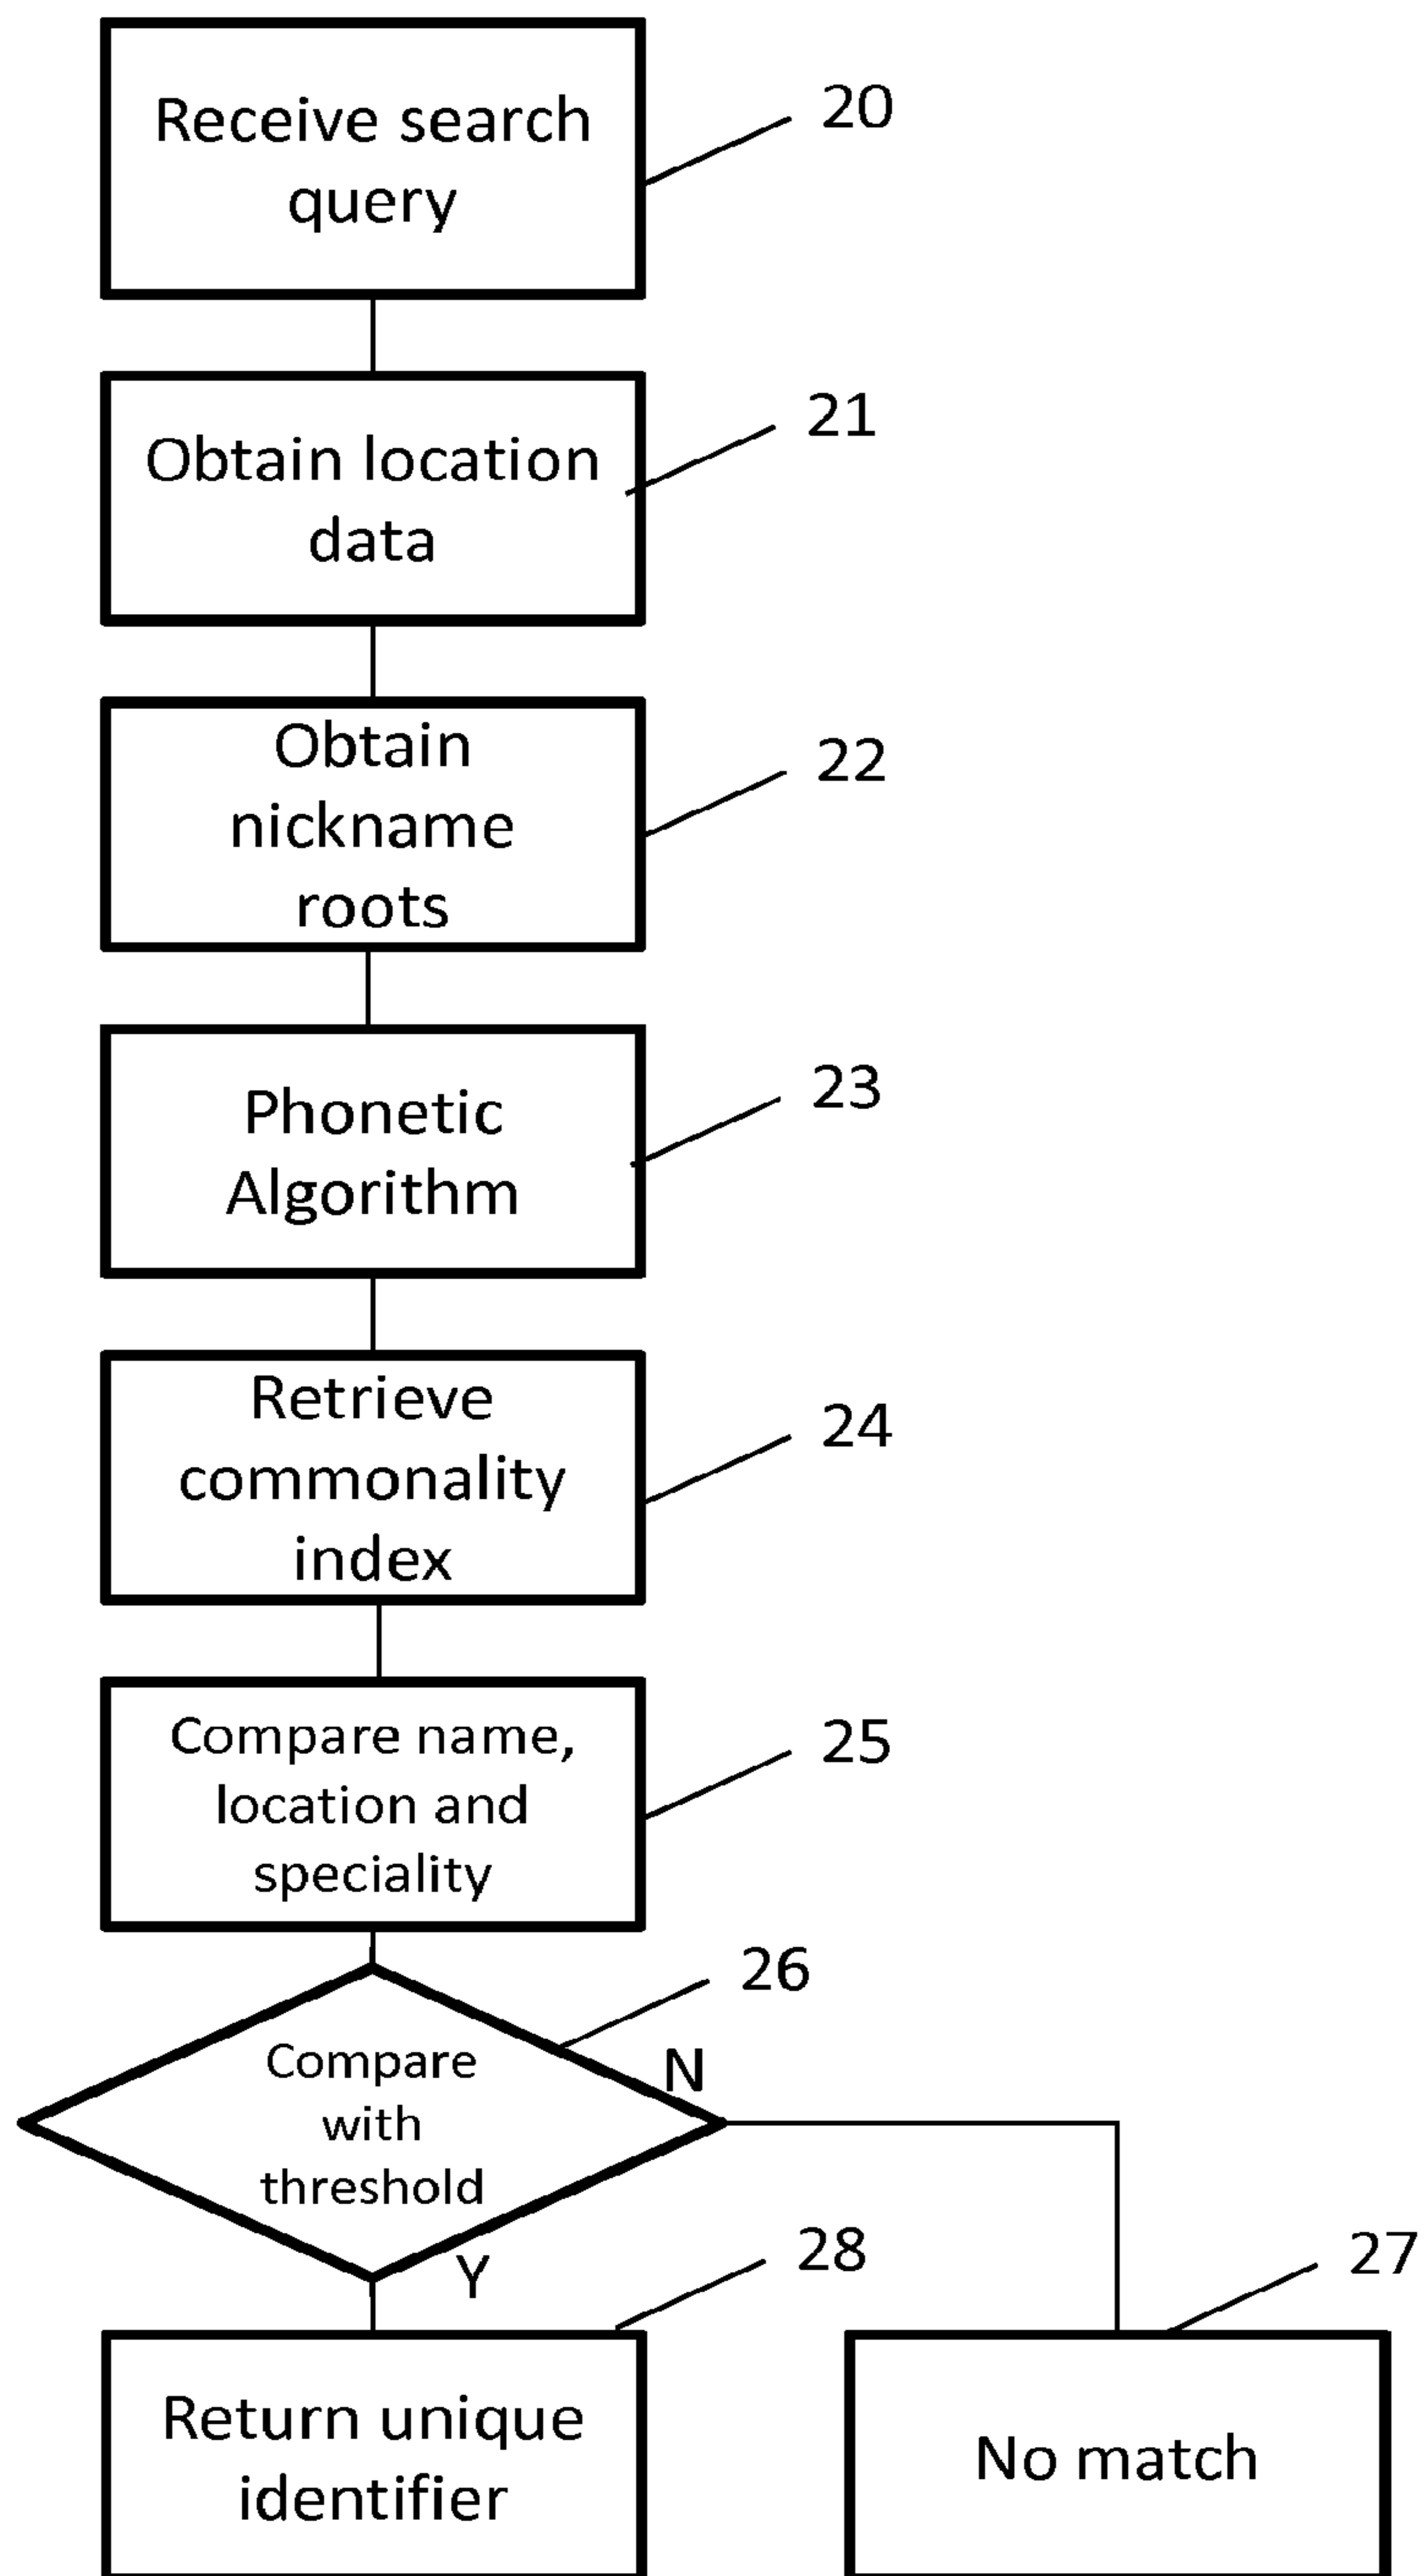 Receive search
query
20
Obtain location
data
21
Obtain
nickname
roots
22
Phonetic
Algorithm
23
Retrieve
commonality
index
24
Compare name,
location and
speciality
25
Compare
with
threshold
26
N
Y
Return unique
identifier
28
No match
27